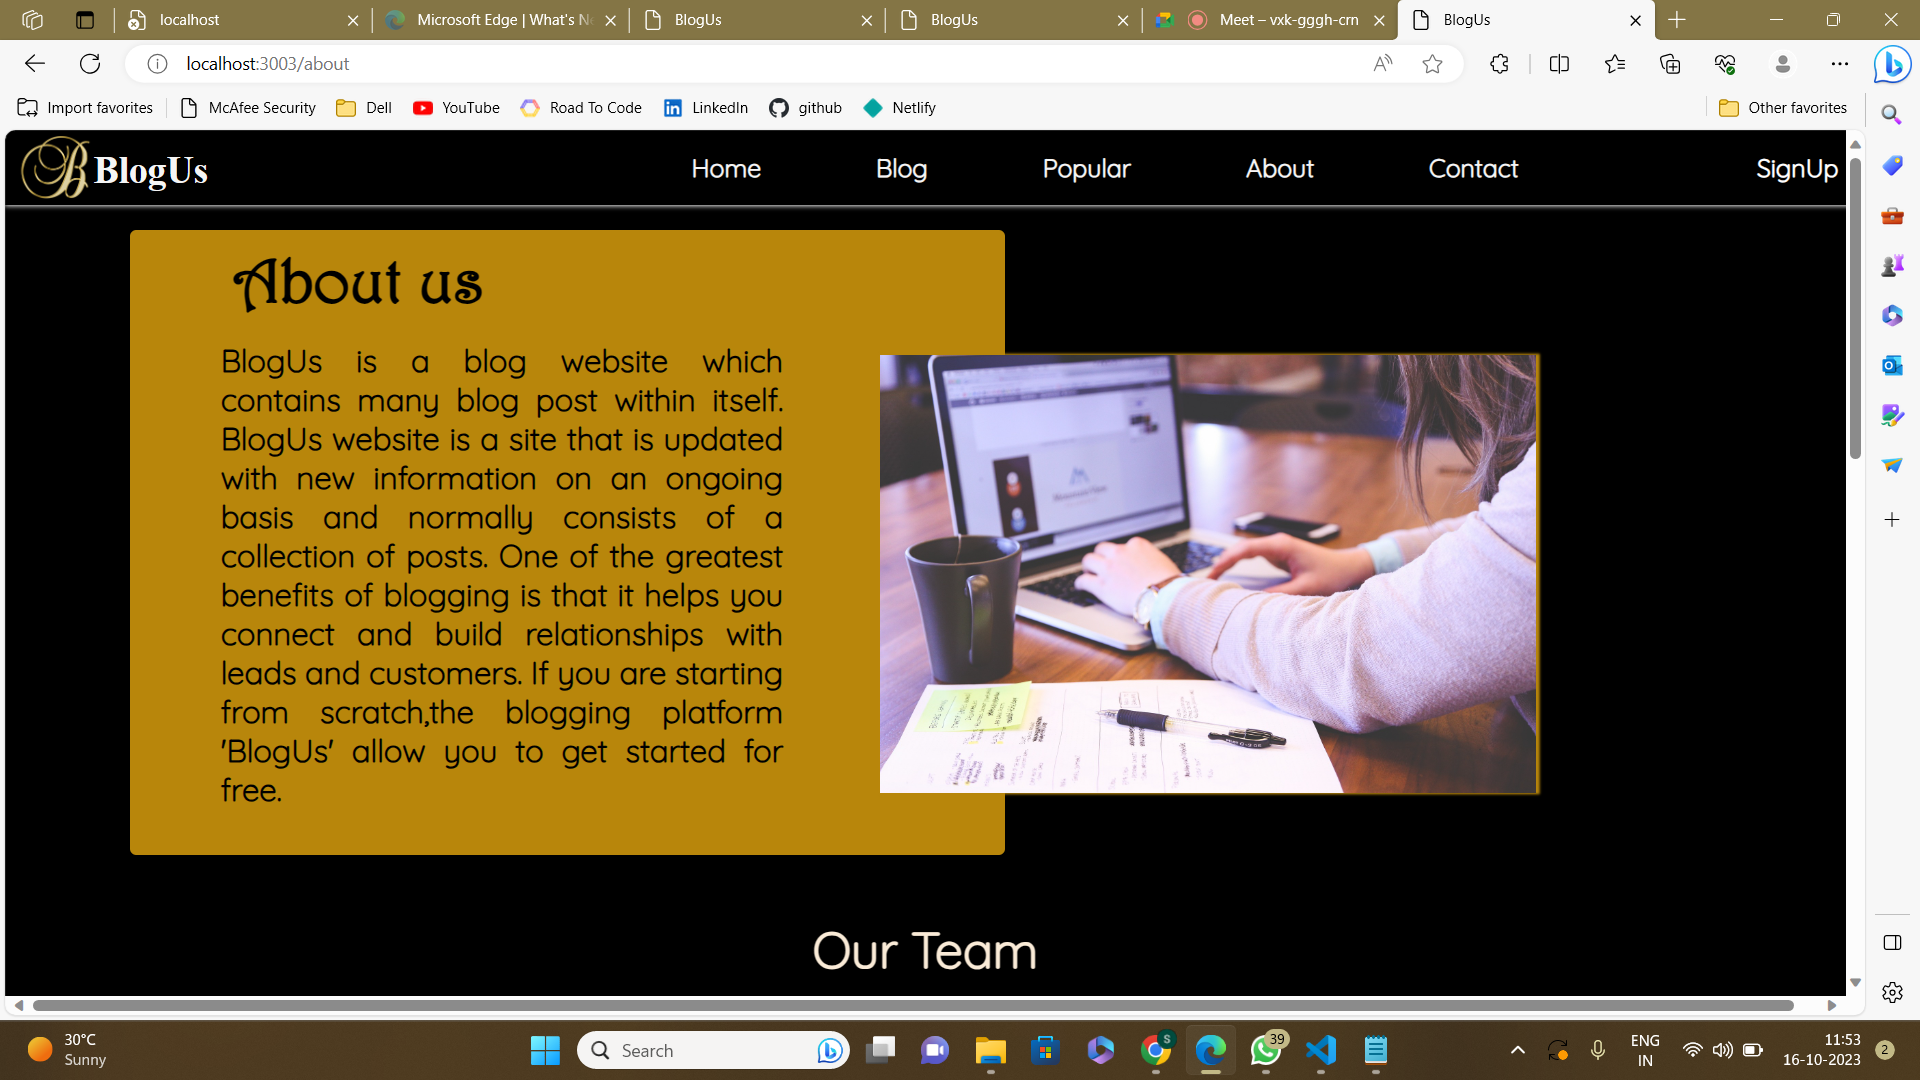 localhost
Microsoft Edge | What's Ne
BlogUs
BlogUs
Meet – vxk-gggh-crn
BlogUs
localhost:3003/about
Import favorites
McAfee Security
Dell
YouTube
Road To Code
LinkedIn
github
Netlify
Other favorites
BlogUs
Home
Blog
Popular
About
Contact
SignUp
About us
BlogUs is a blog website which
contains many blog post within itself.
BlogUs website is a site that is updated
with new information on an ongoing
basis and normally consists of a
collection of posts. One of the greatest
benefits of blogging is that it helps you
connect and build relationships with
leads and customers. If you are starting
from scratch,the blogging platform
'BlogUs' allow you to get started for
free.
Our Team
30°C
Sunny
Search
S
39
ENG
IN
11:53
16-10-2023
2